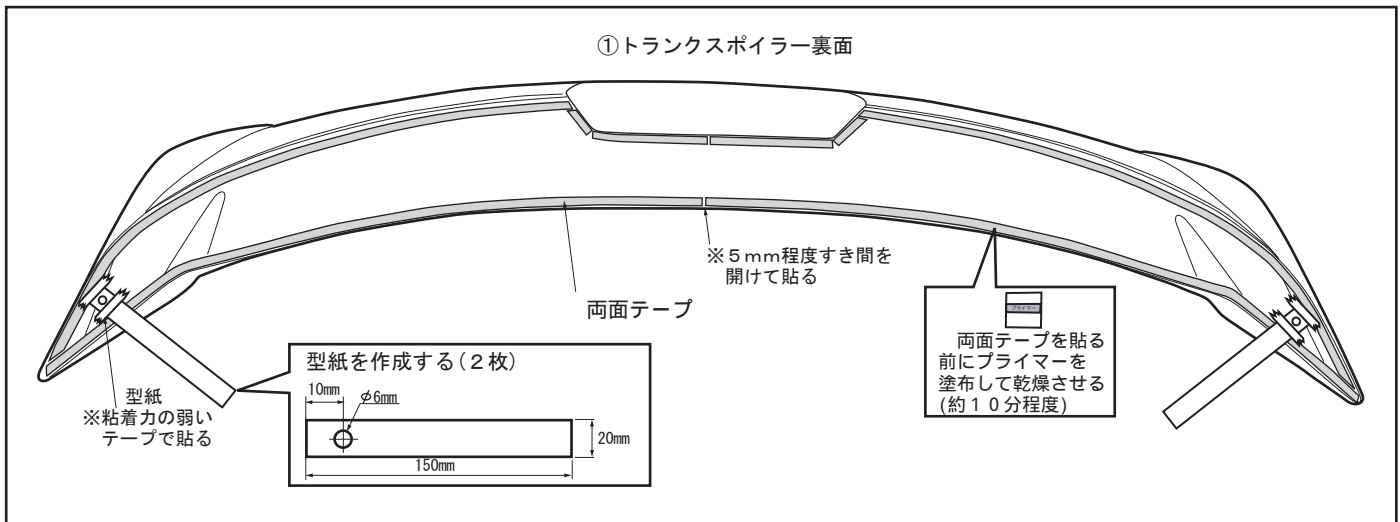 ①トランクスポイラー裏面
※５mm程度すき間を
開けて貼る
両面テープ
プライマー
両面テープを貼る
前にプライマーを
塗布して乾燥させる
(約１０分程度)
型紙
※粘着力の弱い
テープで貼る
型紙を作成する(２枚)
10mm
φ6mm
20mm
150mm